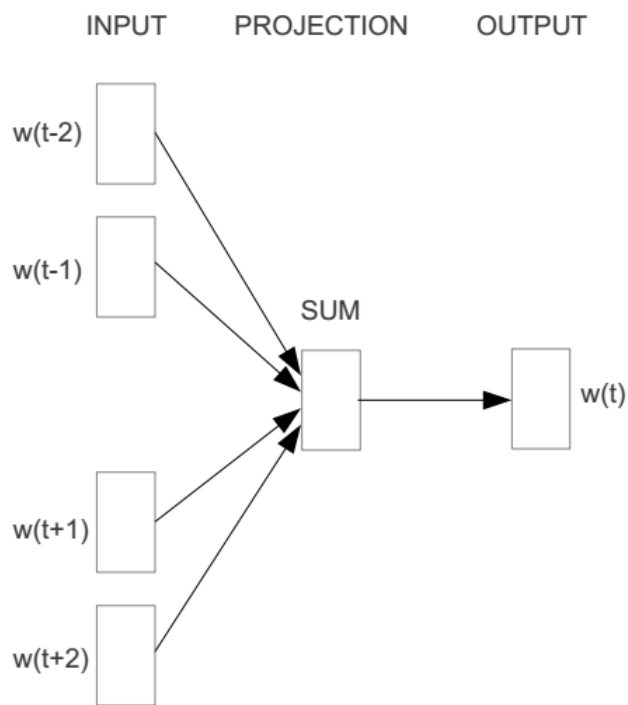 INPUT PROJECTION OUTPUT
w(t-2)
w(t-1)
SUM
w(t)
w(t+1)
w(t+2)